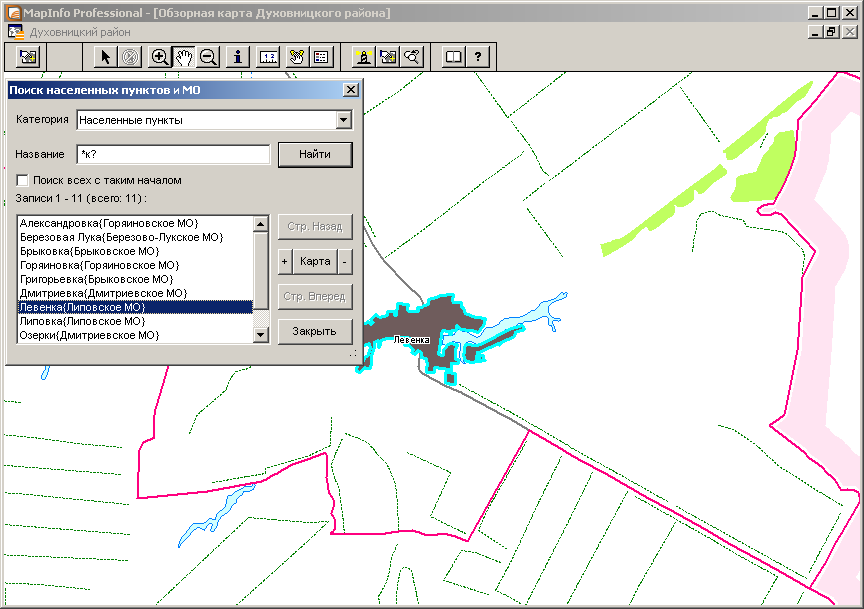 MapInfo Professional - [Обзорная карта Духовницкого района]
Духовницкий район
1 2
i
?
Поиск населенных пунктов и МО
Категория
Населенные пункты
Название
*к?
Найти
Поиск всех с таким началом
Записи 1 - 11 (всего: 11) :
Александровка{Горяиновское МО}
Березовая Лука{Березово-Лукское МО}
Брыковка{Брыковское МО}
Горяиновка{Горяиновское МО}
Григорьевка{Брыковское МО}
Дмитриевка{Дмитриевское МО}
Левенка{Липовское МО}
Липовка{Липовское МО}
Озерки{Дмитриевское МО}
Стр. Назад
+ Карта -
Стр. Вперед
Закрыть
Левенка